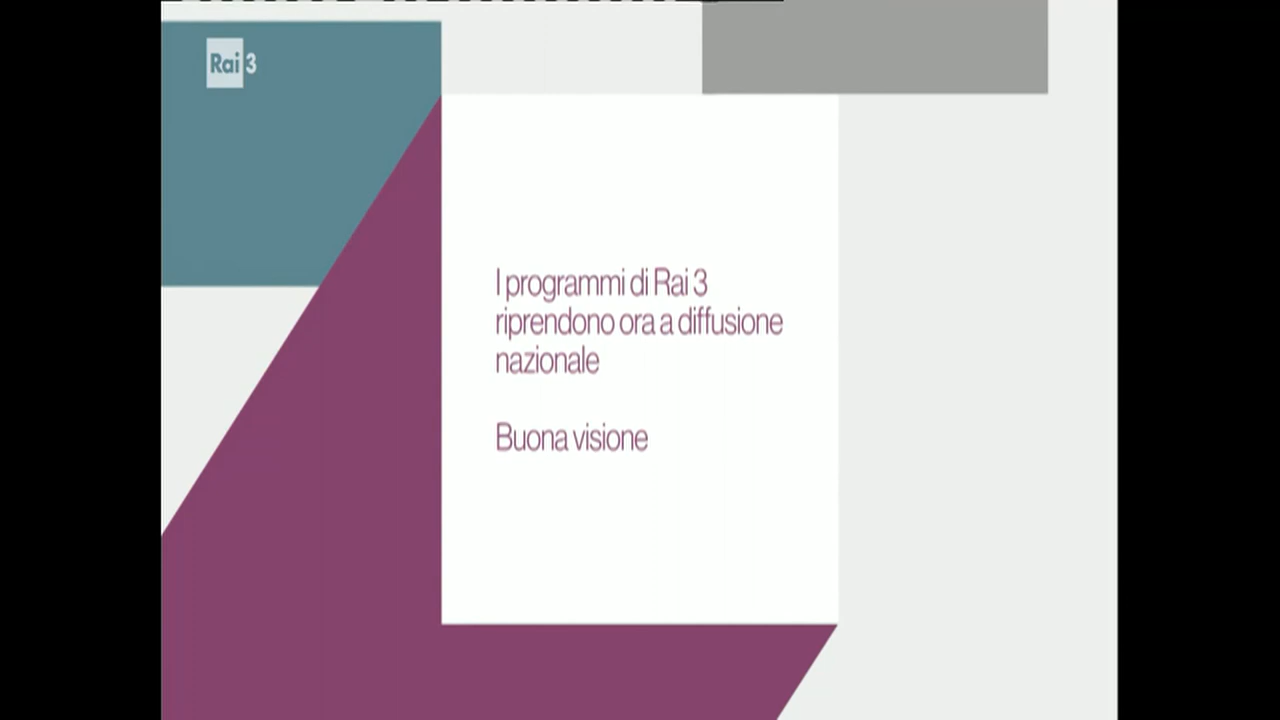 Rai 3
I programmi di Rai 3
riprendono ora a diffusione
nazionale
Buona visione